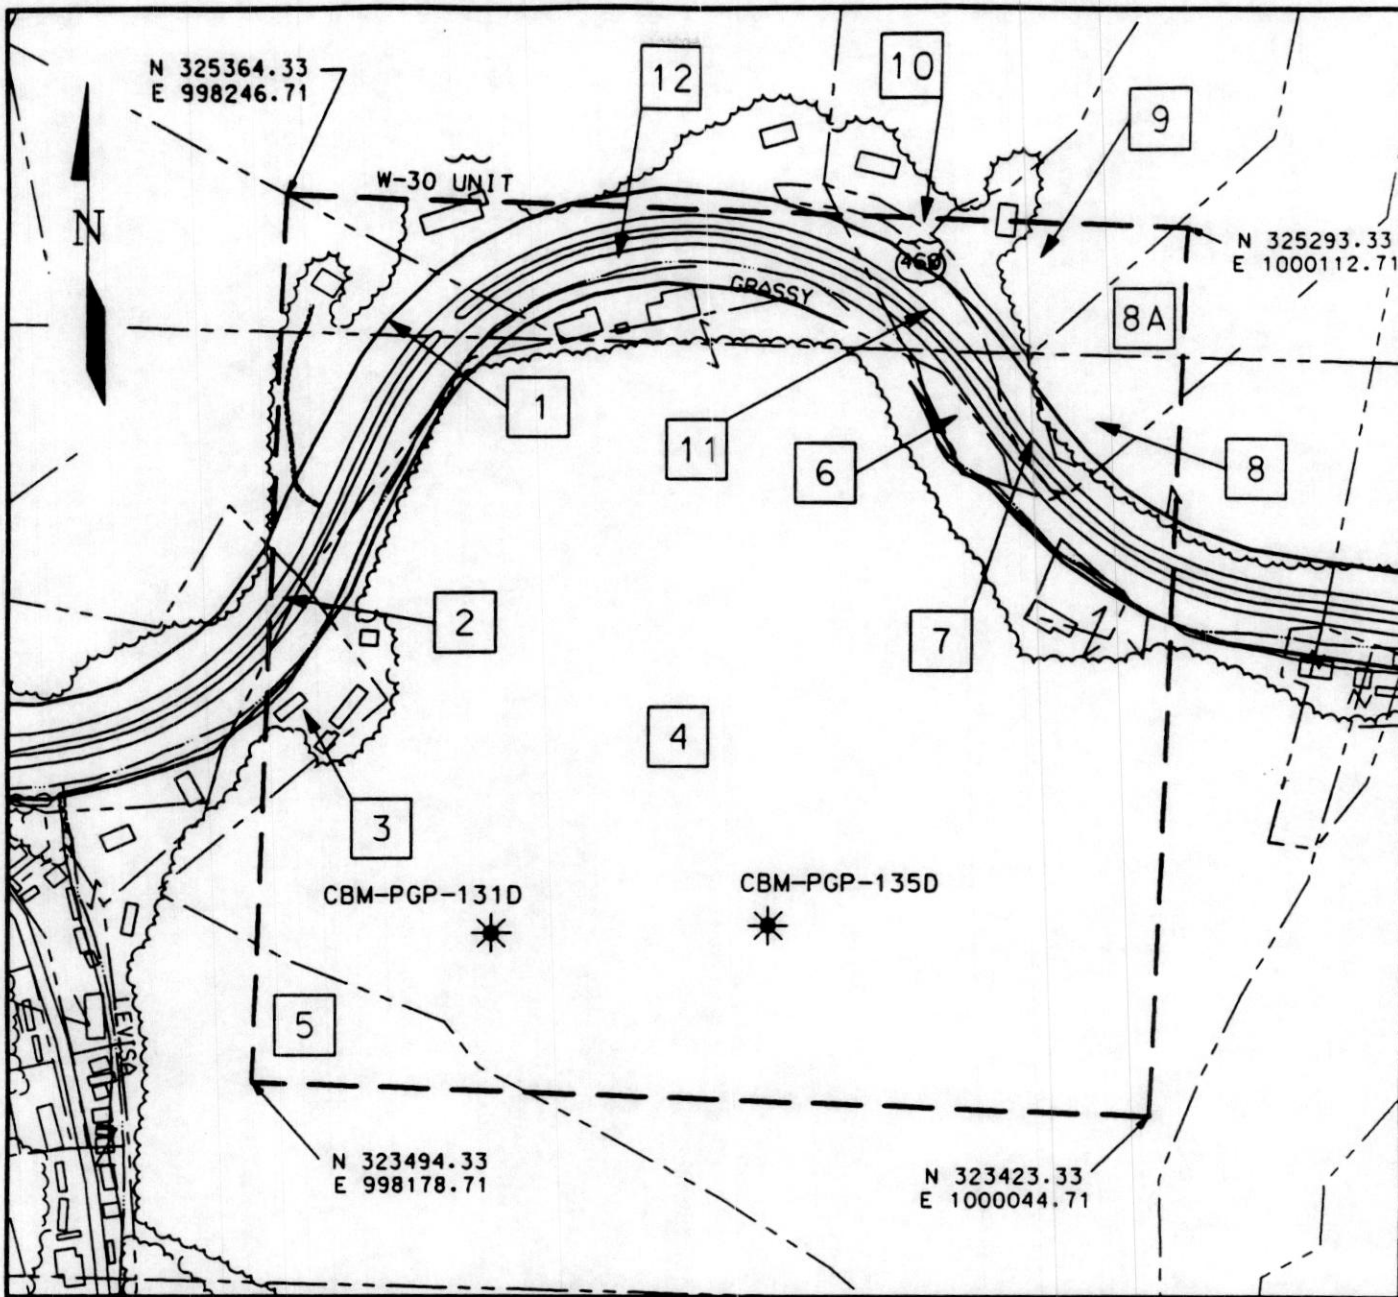 N 325364.33
E 998246.71
12
10
9
W-30 UNIT
N
N 325293.33
E 1000112.71
460
GRASSY
8A
1
11
6
8
2
7
4
3
CBM-PGP-131D
CBM-PGP-135D
5
LEVISA
N 323494.33
E 998178.71
N 323423.33
E 1000044.71